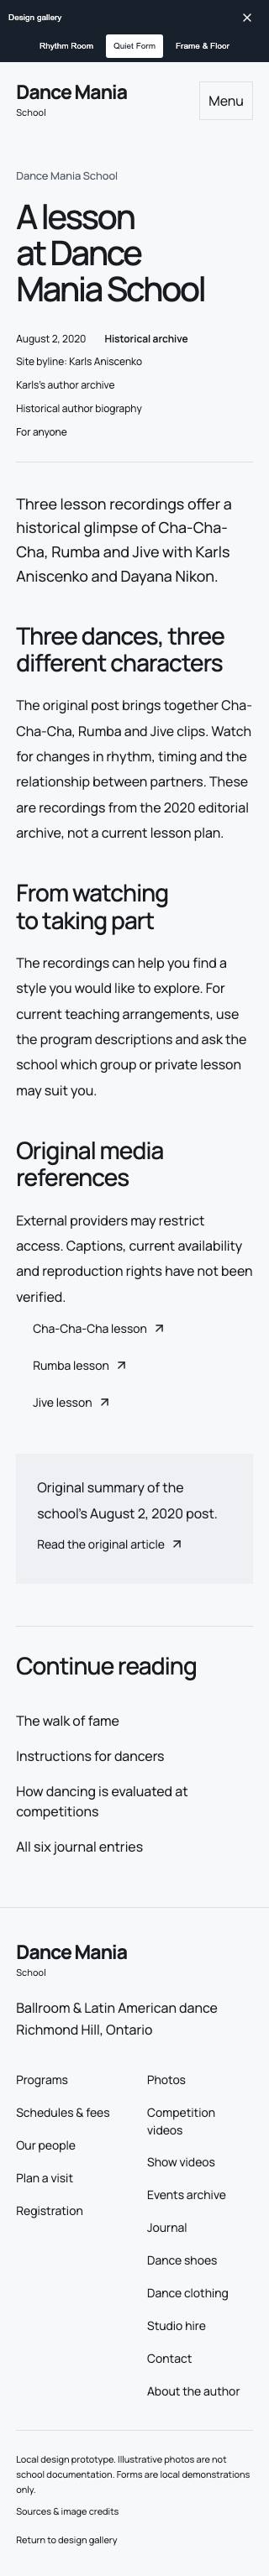 Design gallery
Rhythm Room
Quiet Form
Frame & Floor
Dance Mania
School
Menu
Dance Mania School
A lesson
at Dance
Mania School
August 2, 2020
Historical archive
Site byline: Karls Aniscenko
Karls's author archive
Historical author biography
For anyone
Three lesson recordings offer a
historical glimpse of Cha-Cha-
Cha, Rumba and Jive with Karls
Aniscenko and Dayana Nikon.
Three dances, three
different characters
The original post brings together Cha-
Cha-Cha, Rumba and Jive clips. Watch
for changes in rhythm, timing and the
relationship between partners. These
are recordings from the 2020 editorial
archive, not a current lesson plan.
From watching
to taking part
The recordings can help you find a
style you would like to explore. For
current teaching arrangements, use
the program descriptions and ask the
school which group or private lesson
may suit you.
Original media
references
External providers may restrict
access. Captions, current availability
and reproduction rights have not been
verified.
Cha-Cha-Cha lesson
Rumba lesson
Jive lesson
Original summary of the
school's August 2, 2020 post.
Read the original article
Continue reading
The walk of fame
Instructions for dancers
How dancing is evaluated at
competitions
All six journal entries
Dance Mania
School
Ballroom & Latin American dance
Richmond Hill, Ontario
Programs
Schedules & fees
Our people
Plan a visit
Registration
Photos
Competition
videos
Show videos
Events archive
Journal
Dance shoes
Dance clothing
Studio hire
Contact
About the author
Local design prototype. Illustrative photos are not
school documentation. Forms are local demonstrations
only.
Sources & image credits
Return to design gallery